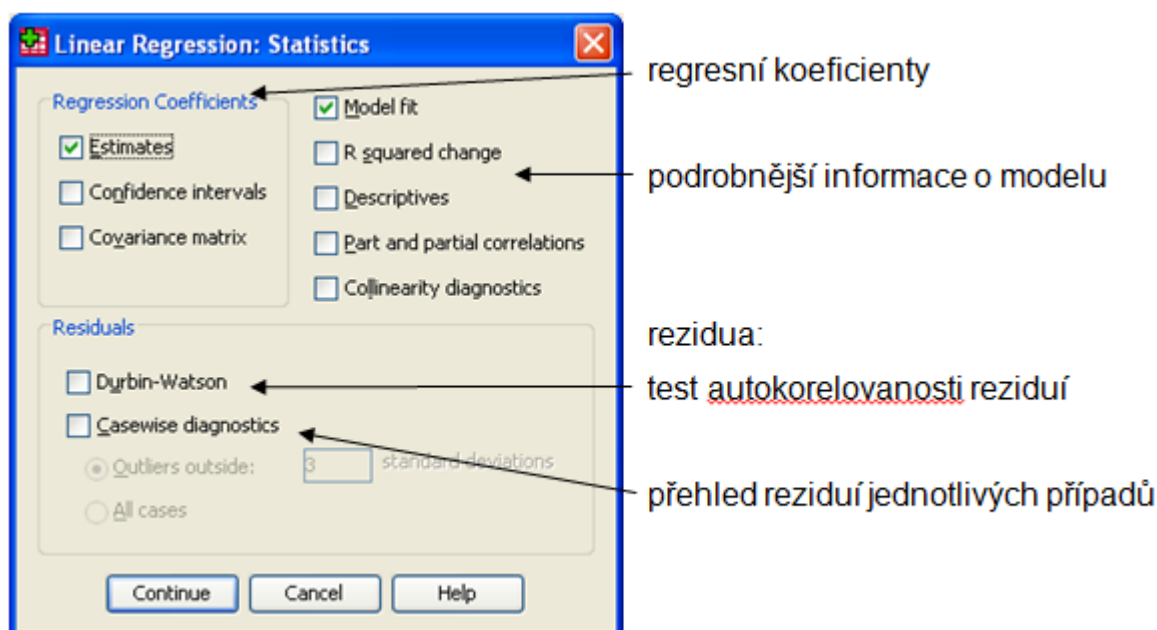 Linear Regression: Statistics
Regression Coefficients
Estimates
Confidence intervals
Covariance matrix
Model fit
R squared change
Descriptives
Part and partial correlations
Collinearity diagnostics
Residuals
Durbin-Watson
Casewise diagnostics
Outliers outside: 3 standard deviations
All cases
Continue Cancel Help
regresní koeficienty
podrobnější informace o modelu
rezidua:
test autokorelovanosti reziduí
přehled reziduí jednotlivých případů